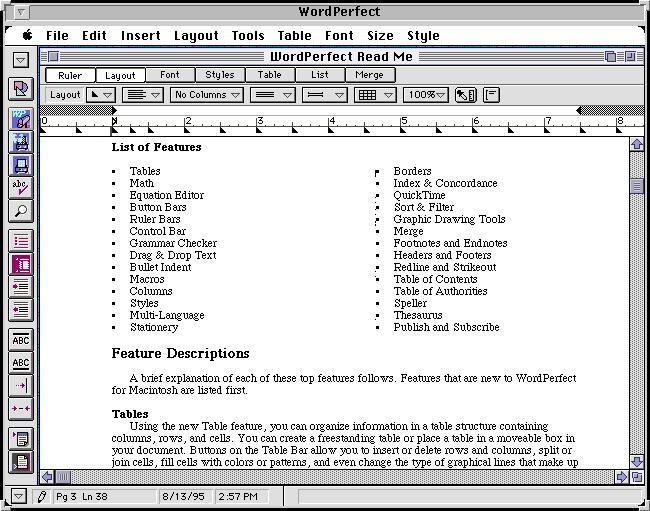 WordPerfect
File Edit Insert Layout Tools Table Font Size Style
WordPerfect Read Me
Ruler Layout Font Styles Table List Merge
Layout No Columns 100%
0 1 2 3 4 5 6 7 8
List of Features
• Tables • Borders
• Math • Index & Concordance
• Equation Editor • QuickTime
• Button Bars • Sort & Filter
• Ruler Bars • Graphic Drawing Tools
• Control Bar • Merge
• Grammar Checker • Footnotes and Endnotes
• Drag & Drop Text • Headers and Footers
• Bullet Indent • Redline and Strikeout
• Macros • Table of Contents
• Columns • Table of Authorities
• Styles • Speller
• Multi-Language • Thesaurus
• Stationery • Publish and Subscribe
Feature Descriptions
A brief explanation of each of these top features follows. Features that are new to WordPerfect
for Macintosh are listed first.
Tables
Using the new Table feature, you can organize information in a table structure containing
columns, rows, and cells. You can create a freestanding table or place a table in a moveable box in
your document. Buttons on the Table Bar allow you to insert or delete rows and columns, split or
join cells, fill cells with colors or patterns, and even change the type of graphical lines that make up
abc
ABC
ABC
Pg 3 Ln 38 8/13/95 2:57 PM